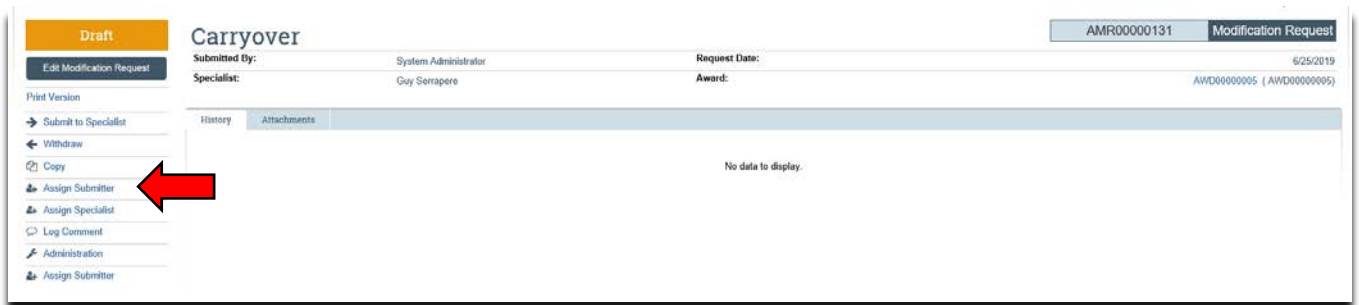 Draft
Edit Modification Request
Print Version
Submit to Specialist
Withdraw
Copy
Assign Submitter
Assign Specialist
Log Comment
Administration
Assign Submitter
Carryover
AMR00000131 Modification Request
Submitted By: System Administrator Request Date: 6/25/2019
Specialist: Guy Serrapere Award: AWD00000005 ( AWD00000005)
History Attachments
No data to display.